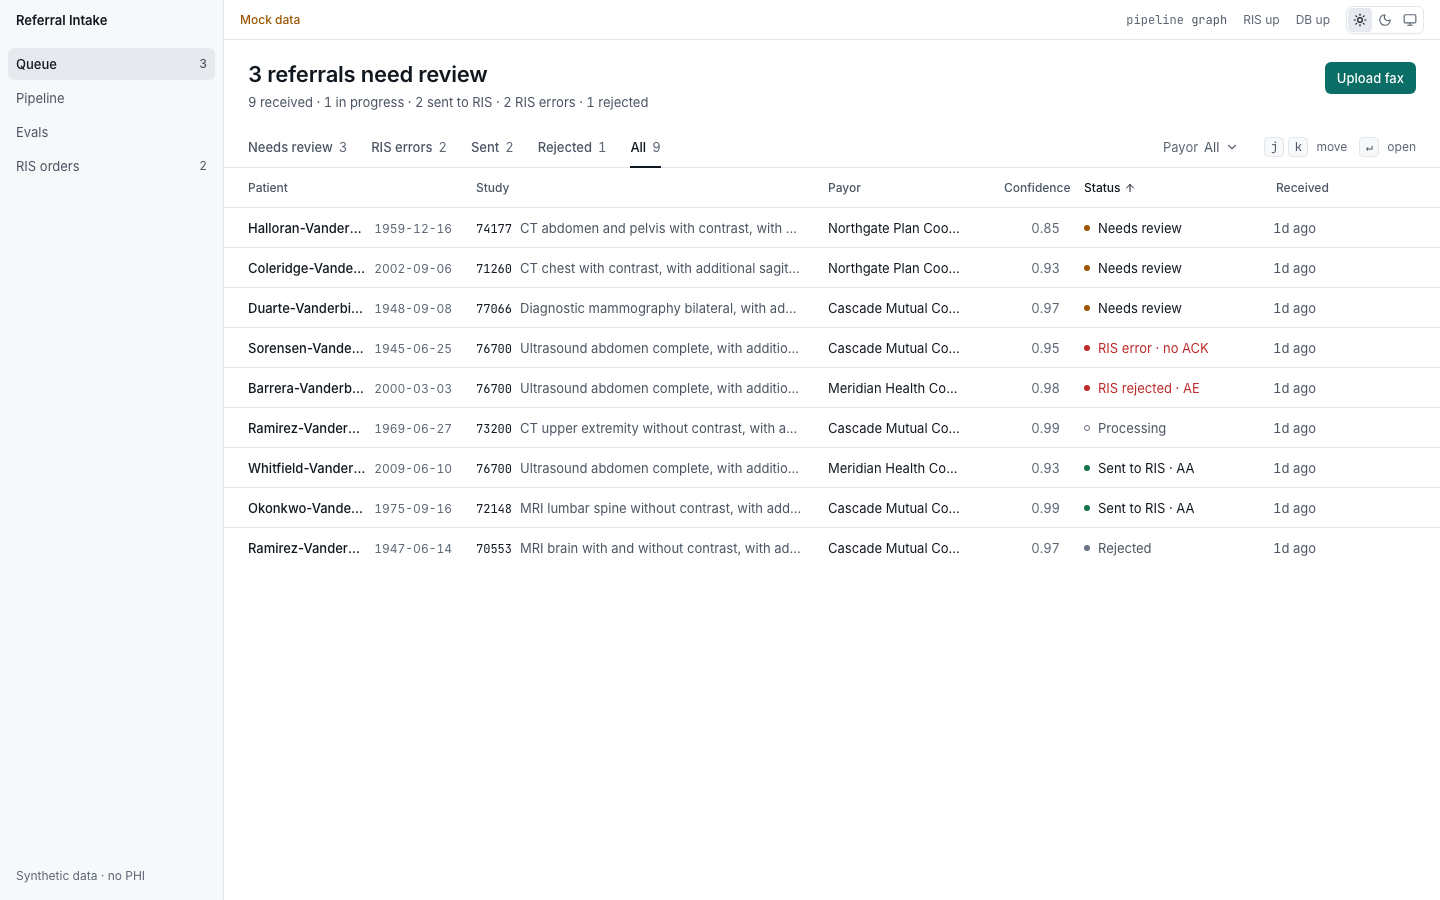 Referral Intake
Queue 3
Pipeline
Evals
RIS orders 2
Synthetic data · no PHI
Mock data
pipeline graph RIS up DB up
3 referrals need review
9 received · 1 in progress · 2 sent to RIS · 2 RIS errors · 1 rejected
Upload fax
Needs review 3 RIS errors 2 Sent 2 Rejected 1 All 9
Payor All j k move ↵ open
Patient Study Payor Confidence Status ↑ Received
Halloran-Vander... 1959-12-16 74177 CT abdomen and pelvis with contrast, with ... Northgate Plan Coo... 0.85 Needs review 1d ago
Coleridge-Vande... 2002-09-06 71260 CT chest with contrast, with additional sagit... Northgate Plan Coo... 0.93 Needs review 1d ago
Duarte-Vanderbi... 1948-09-08 77066 Diagnostic mammography bilateral, with ad... Cascade Mutual Co... 0.97 Needs review 1d ago
Sorensen-Vande... 1945-06-25 76700 Ultrasound abdomen complete, with additio... Cascade Mutual Co... 0.95 RIS error · no ACK 1d ago
Barrera-Vanderb... 2000-03-03 76700 Ultrasound abdomen complete, with additio... Meridian Health Co... 0.98 RIS rejected · AE 1d ago
Ramirez-Vander... 1969-06-27 73200 CT upper extremity without contrast, with a... Cascade Mutual Co... 0.99 Processing 1d ago
Whitfield-Vander... 2009-06-10 76700 Ultrasound abdomen complete, with additio... Meridian Health Co... 0.93 Sent to RIS · AA 1d ago
Okonkwo-Vande... 1975-09-16 72148 MRI lumbar spine without contrast, with add... Cascade Mutual Co... 0.99 Sent to RIS · AA 1d ago
Ramirez-Vander... 1947-06-14 70553 MRI brain with and without contrast, with ad... Cascade Mutual Co... 0.97 Rejected 1d ago